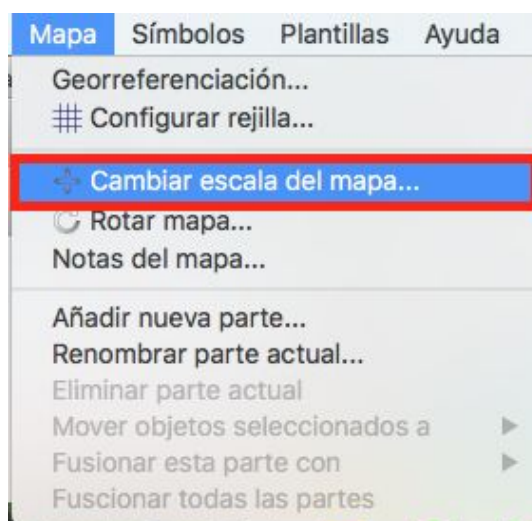 Mapa Símbolos Plantillas Ayuda
Georreferenciación...
Configurar rejilla...
Cambiar escala del mapa...
Rotar mapa...
Notas del mapa...
Añadir nueva parte...
Renombrar parte actual...
Eliminar parte actual
Mover objetos seleccionados a
Fusionar esta parte con
Fuscionar todas las partes